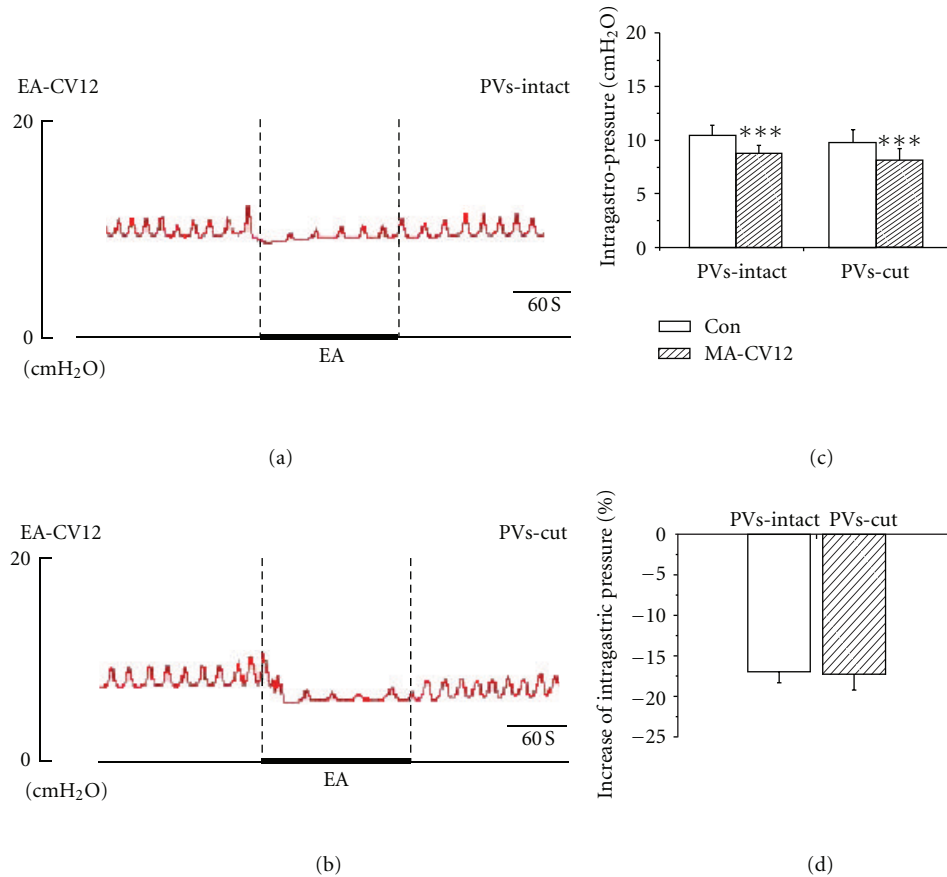 EA-CV12 PVs-intact
20
0
60 S
EA
(cmH₂O)
(a)
EA-CV12 PVs-cut
20
0
60 S
EA
(cmH₂O)
(b)
Intragastro-pressure (cmH₂O)
20
15
10
5
0
∗∗∗ ∗∗∗
PVs-intact PVs-cut
Con
MA-CV12
(c)
Increase of intragastric pressure (%)
PVs-intact PVs-cut
0
−5
−10
−15
−20
−25
(d)